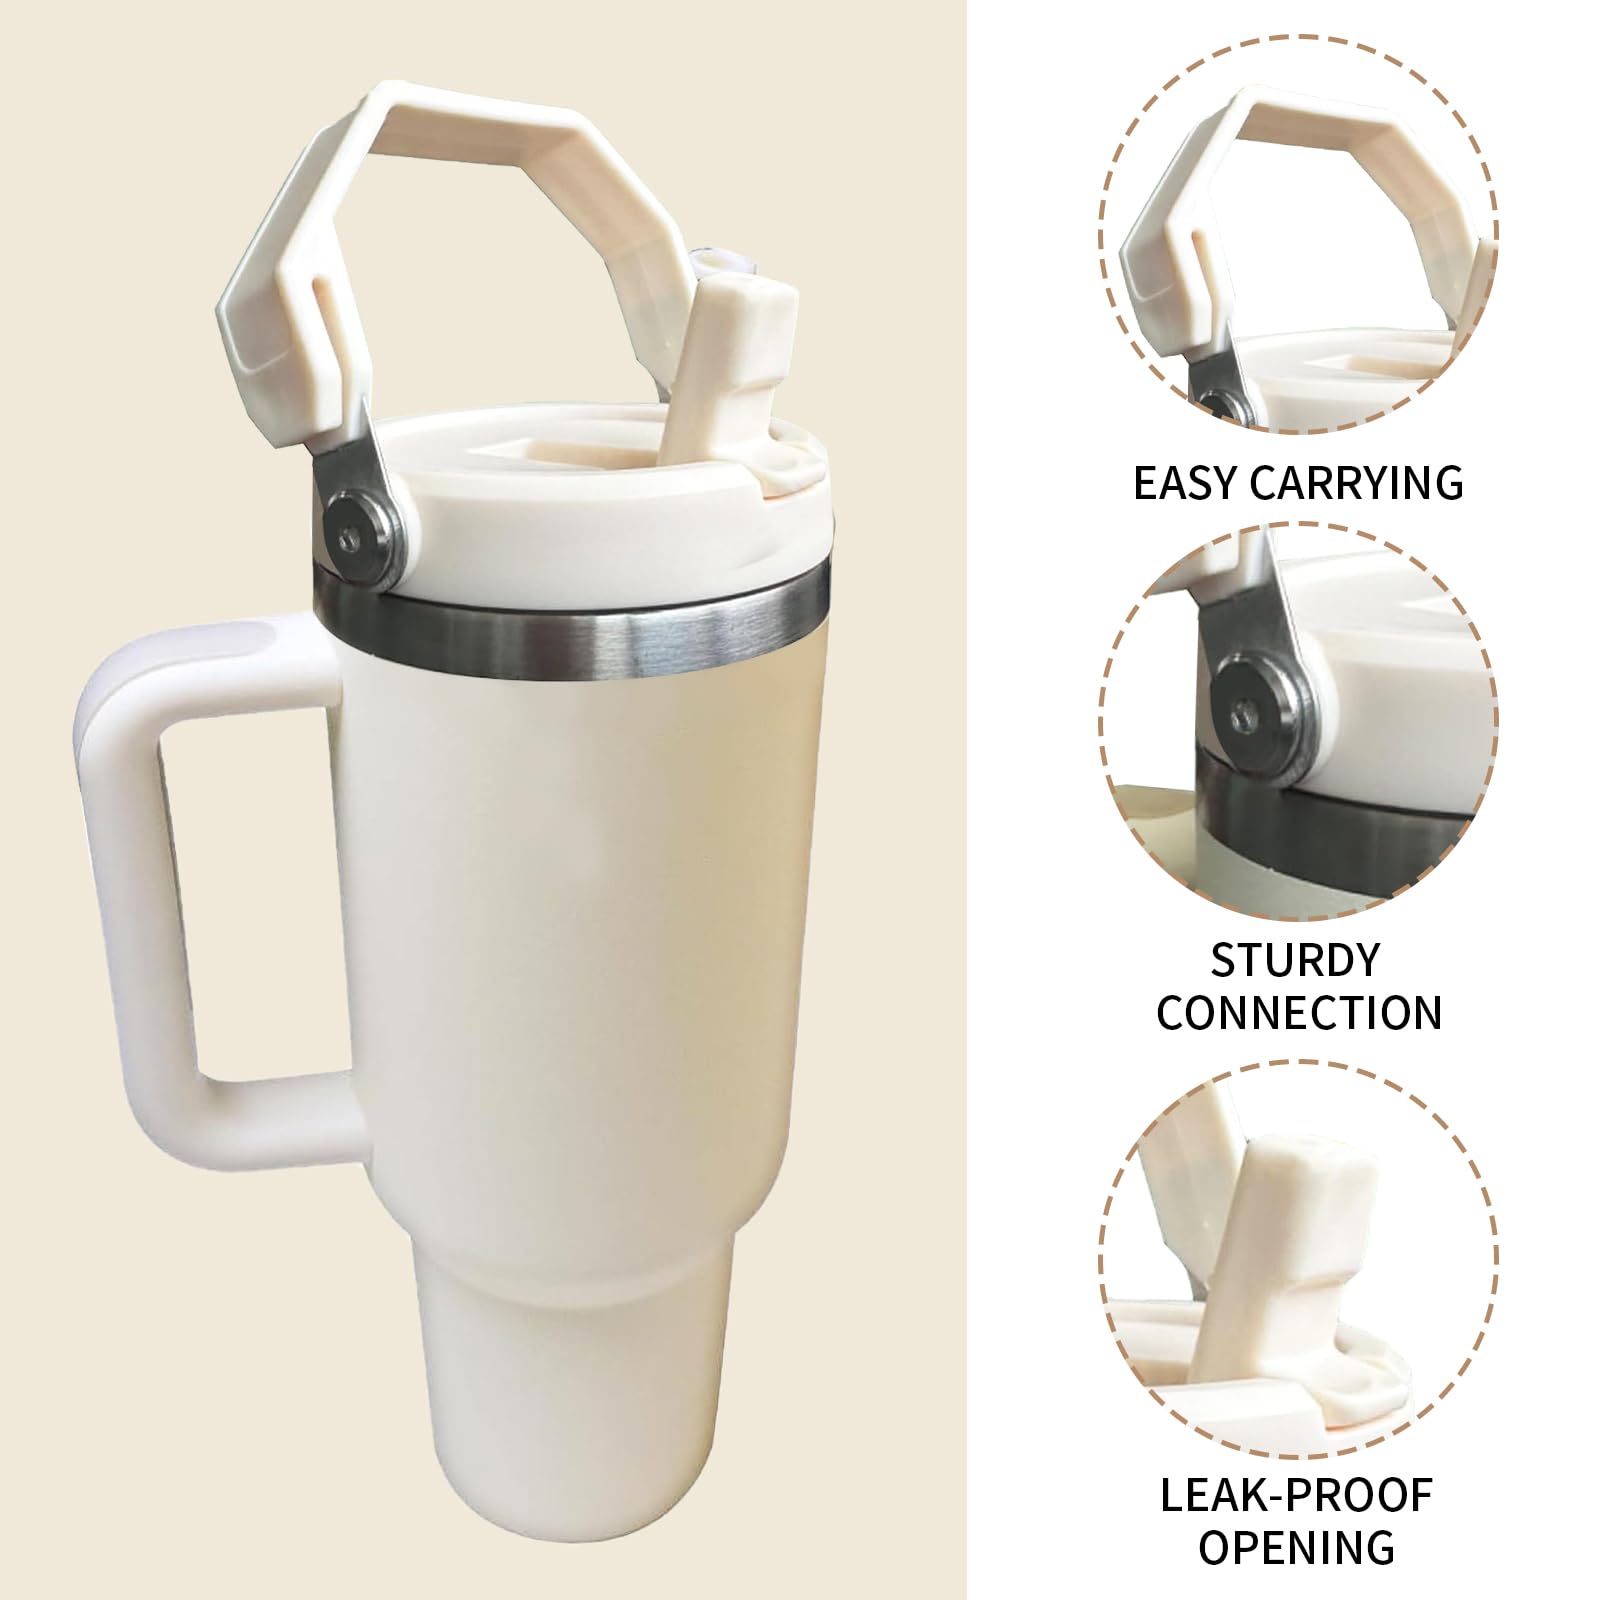 EASY CARRYING
STURDY
CONNECTION
LEAK-PROOF
OPENING